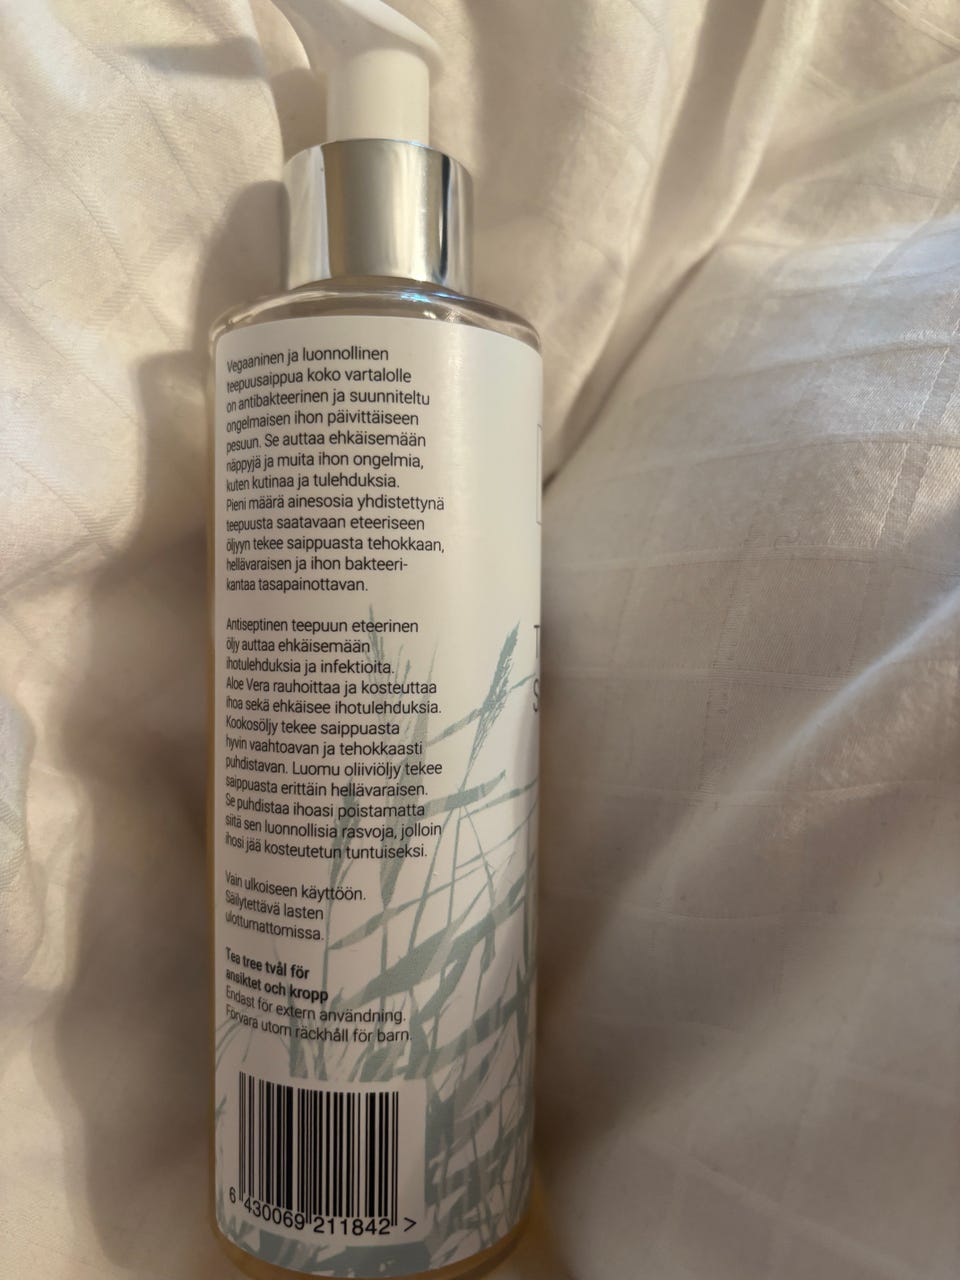 Vegaaninen ja luonnollinen
teepuusaippua koko vartalolle
on antibakteerinen ja suunniteltu
ongelmaisen ihon päivittäiseen
pesuun. Se auttaa ehkäisemään
näppyjä ja muita ihon ongelmia,
kuten kutinaa ja tulehduksia.
Pieni määrä ainesosia yhdistettynä
teepuusta saatavaan eteeriseen
öljyyn tekee saippuasta tehokkaan,
hellävaraisen ja ihon bakteeri-
kantaa tasapainottavan.
Antiseptinen teepuun eteerinen
öljy auttaa ehkäisemään
ihotulehduksia ja infektioita.
Aloe Vera rauhoittaa ja kosteuttaa
ihoa sekä ehkäisee ihotulehduksia.
Kookosöljy tekee saippuasta
hyvin vaahtoavan ja tehokkaasti
puhdistavan. Luomu oliiviöljy tekee
saippuasta erittäin hellävaraisen.
Se puhdistaa ihoasi poistamatta
siitä sen luonnollisia rasvoja, jolloin
ihosi jää kosteutetun tuntuiseksi.
Vain ulkoiseen käyttöön.
Säilytettävä lasten
ulottumattomissa.
Tea tree tvål för
ansiktet och kropp
Endast för extern användning.
Förvara utom räckhåll för barn.
6 430069 211842 >